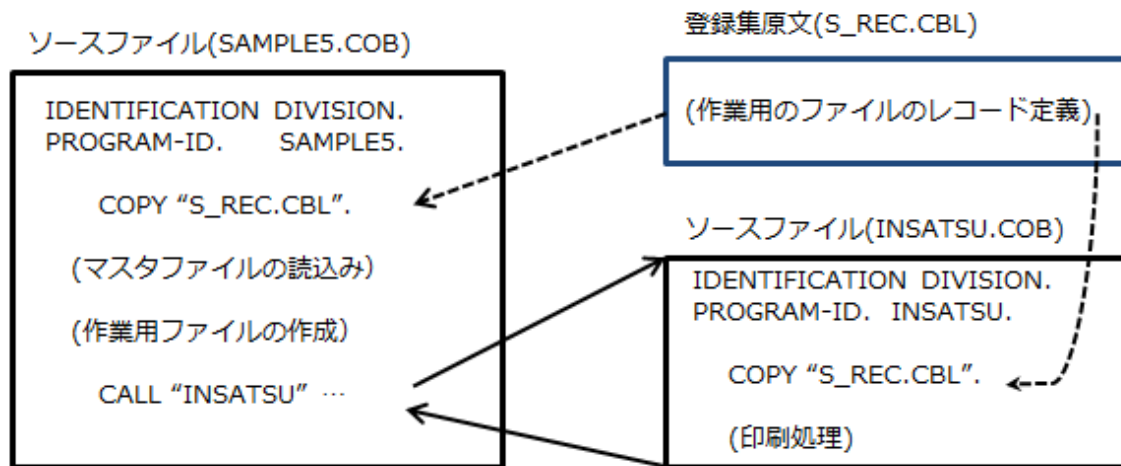 ソースファイル(SAMPLE5.COB)
IDENTIFICATION DIVISION.
PROGRAM-ID. SAMPLE5.
COPY “S_REC.CBL”.
(マスタファイルの読込み)
(作業用ファイルの作成)
CALL “INSATSU” …
登録集原文(S_REC.CBL)
(作業用のファイルのレコード定義)
ソースファイル(INSATSU.COB)
IDENTIFICATION DIVISION.
PROGRAM-ID. INSATSU.
COPY “S_REC.CBL”.
(印刷処理)